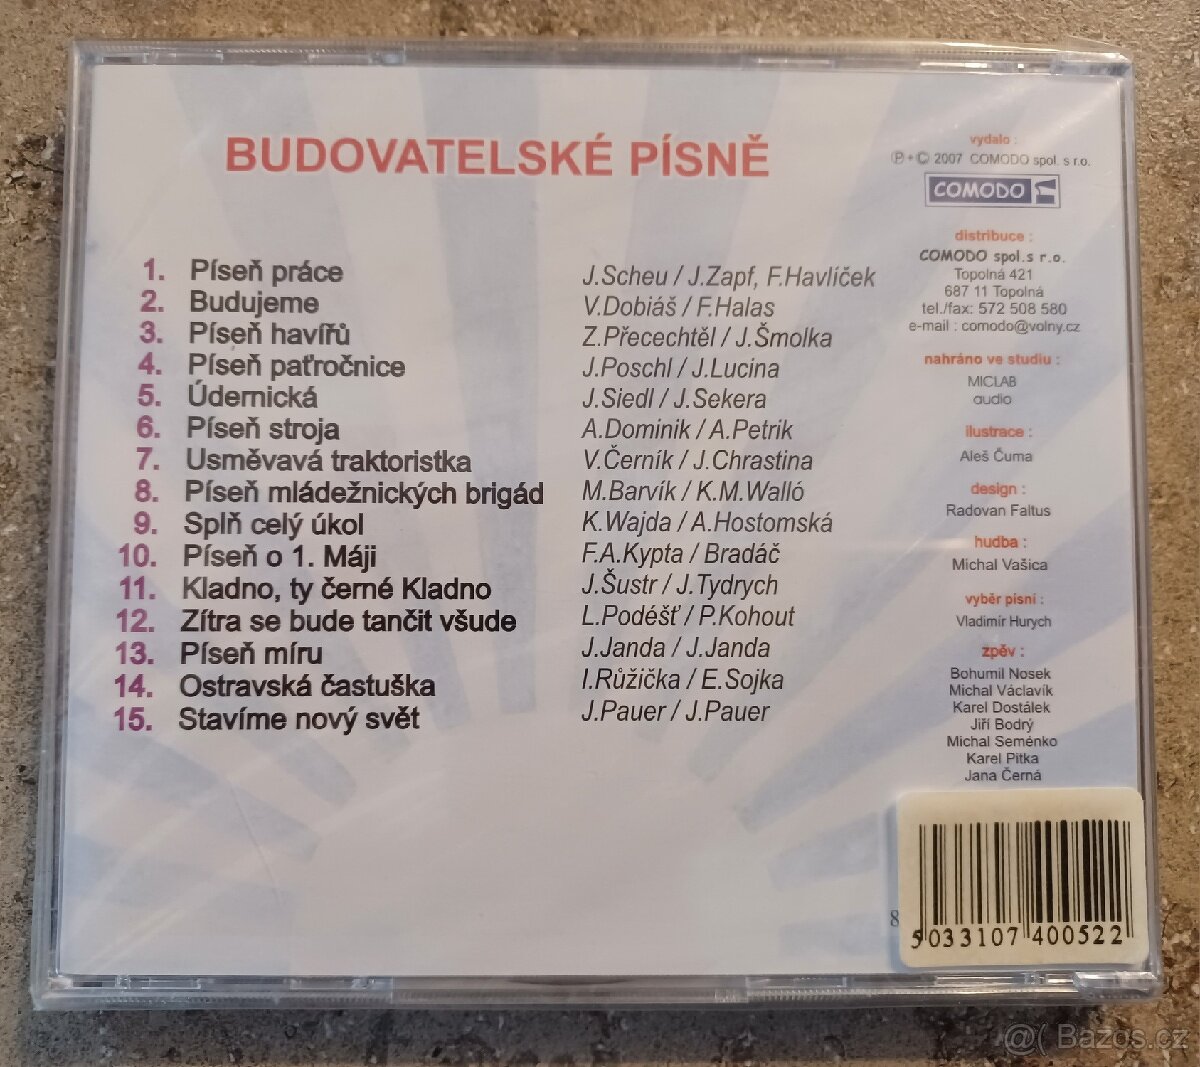 BUDOVATELSKÉ PÍSNĚ
1. Píseň práce J.Scheu / J.Zapf, F.Havlíček
2. Budujeme V.Dobiáš / F.Halas
3. Píseň havířů Z.Přecechtěl / J.Šmolka
4. Píseň paťročnice J.Poschl / J.Lucina
5. Údernická J.Siedl / J.Sekera
6. Píseň stroja A.Dominik / A.Petrik
7. Usměvavá traktoristka V.Černík / J.Chrastina
8. Píseň mládežnických brigád M.Barvík / K.M.Walló
9. Splň celý úkol K.Wajda / A.Hostomská
10. Píseň o 1. Máji F.A.Kypta / Bradáč
11. Kladno, ty černé Kladno J.Šustr / J.Tydrych
12. Zítra se bude tančit všude L.Podéšť / P.Kohout
13. Píseň míru J.Janda / J.Janda
14. Ostravská častuška I.Růžička / E.Sojka
15. Stavíme nový svět J.Pauer / J.Pauer
vydalo :
℗ + © 2007 COMODO spol. s r.o.
COMODO
distribuce :
COMODO spol.s r.o.
Topolná 421
687 11 Topolná
tel./fax: 572 508 580
e-mail : comodo@volny.cz
nahráno ve studiu :
MICLAB
audio
ilustrace :
Aleš Čuma
design :
Radovan Faltus
hudba :
Michal Vašica
výběr písní :
Vladimír Hurych
zpěv :
Bohumil Nosek
Michal Václavík
Karel Dostálek
Jiří Bodrý
Michal Seménko
Karel Pitka
Jana Černá
8
5 033107 400522
@( Bazos.cz